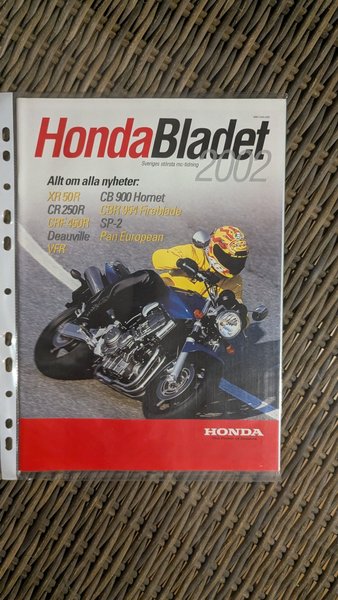 HondaBladet
Sveriges största mc-tidning
2002
Allt om alla nyheter:
XR 50R CB 900 Hornet
CR 250R CBR 954 Fireblade
CRF 450R SP-2
Deauville Pan European
VFR
HONDA